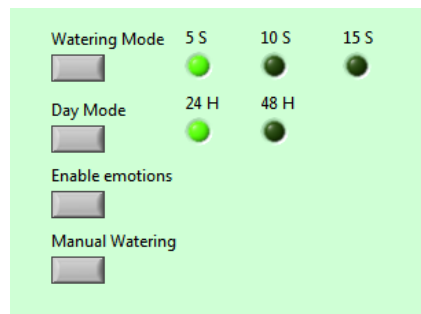 Watering Mode 5 S 10 S 15 S
Day Mode 24 H 48 H
Enable emotions
Manual Watering